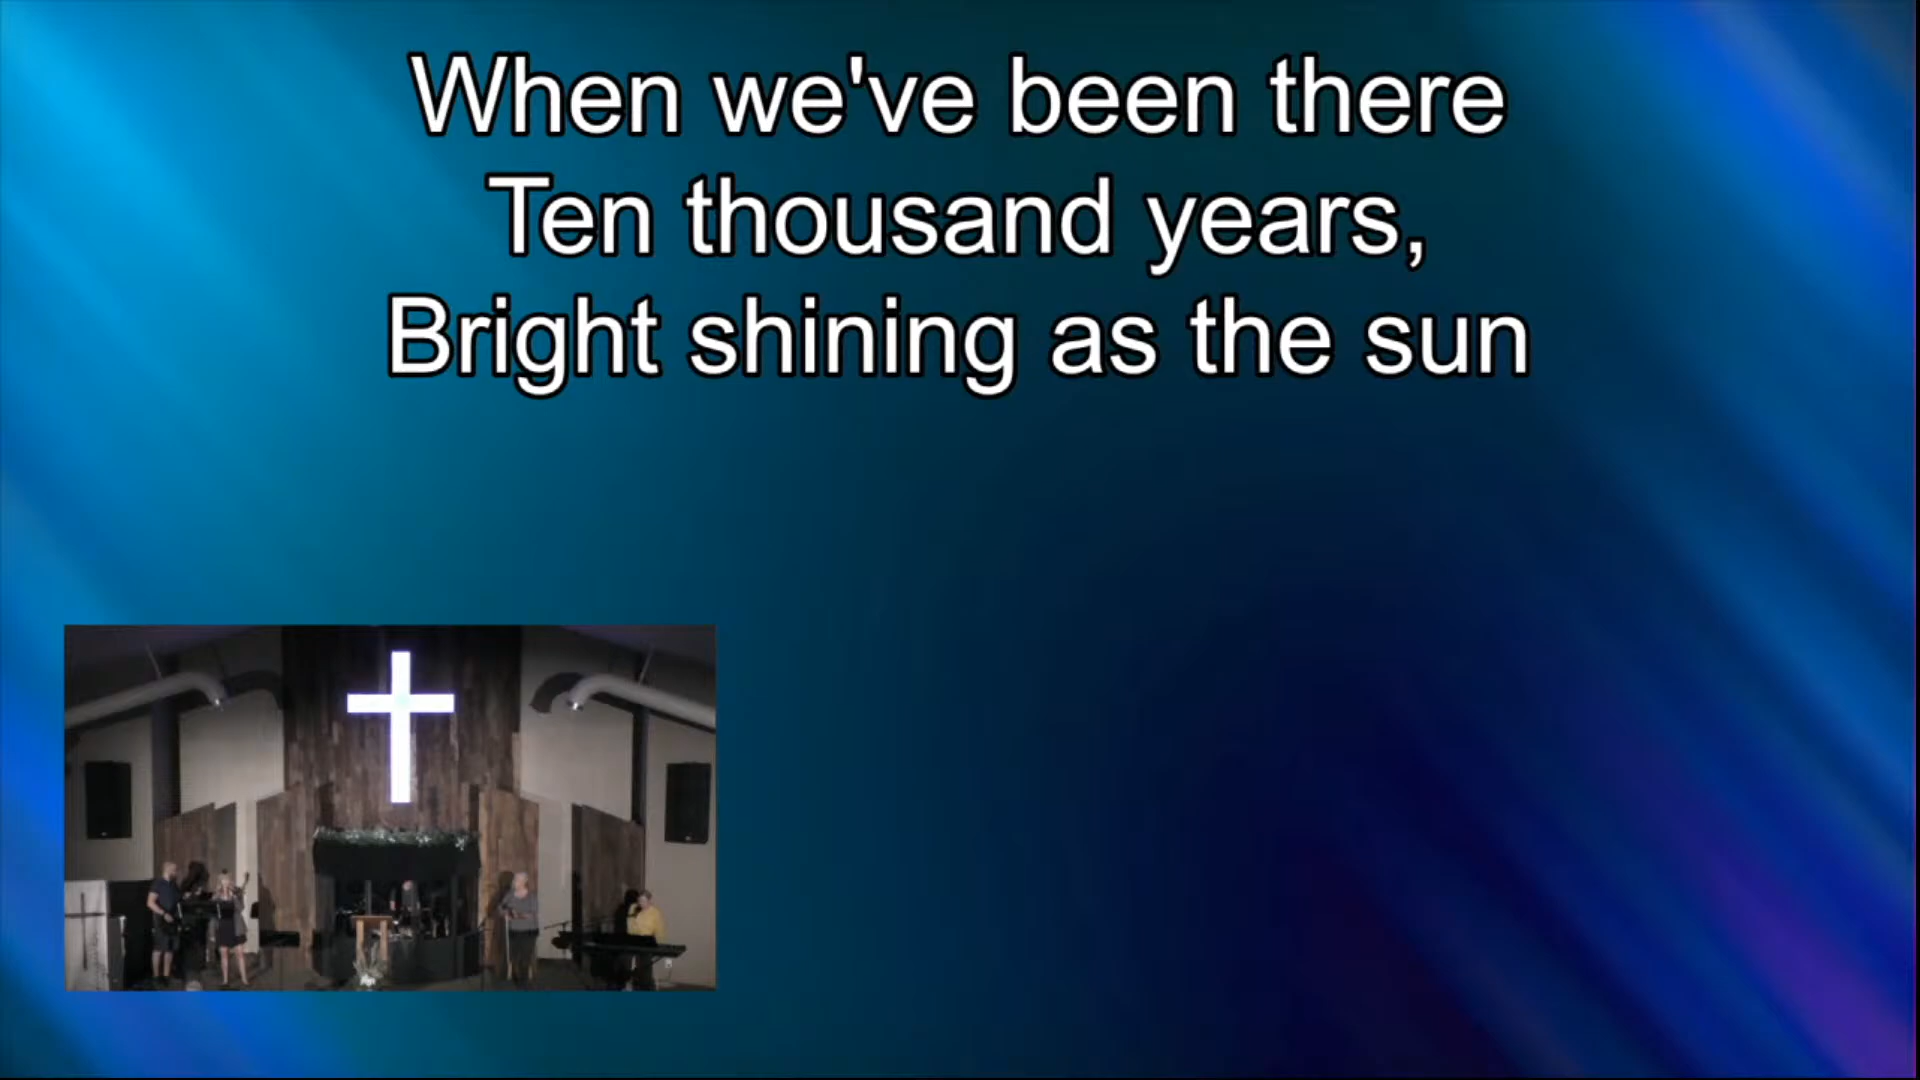 When we've been there
Ten thousand years,
Bright shining as the sun